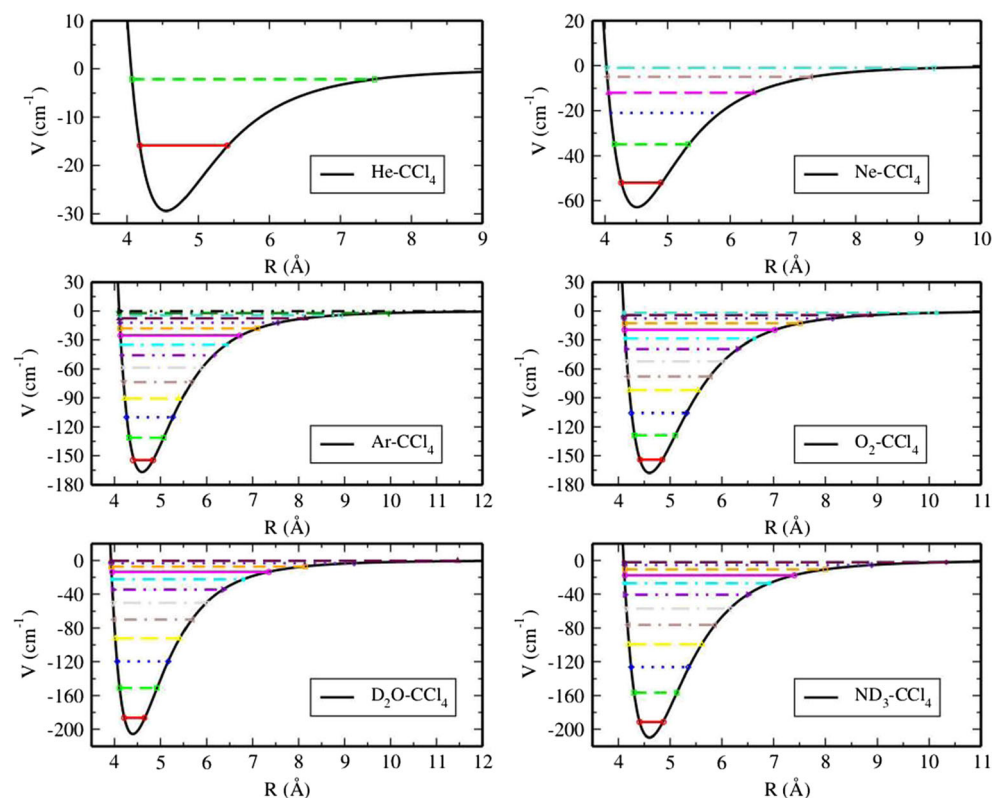 10
0
-10
-20
-30
V (cm⁻¹)
He-CCl₄
4 5 6 7 8 9
R (Å)
20
0
-20
-40
-60
V (cm⁻¹)
Ne-CCl₄
4 5 6 7 8 9 10
R (Å)
30
0
-30
-60
-90
-120
-150
-180
V (cm⁻¹)
Ar-CCl₄
4 5 6 7 8 9 10 11 12
R (Å)
30
0
-30
-60
-90
-120
-150
-180
V (cm⁻¹)
O₂-CCl₄
4 5 6 7 8 9 10 11
R (Å)
0
-40
-80
-120
-160
-200
V (cm⁻¹)
D₂O-CCl₄
4 5 6 7 8 9 10 11 12
R (Å)
0
-40
-80
-120
-160
-200
V (cm⁻¹)
ND₃-CCl₄
4 5 6 7 8 9 10 11
R (Å)